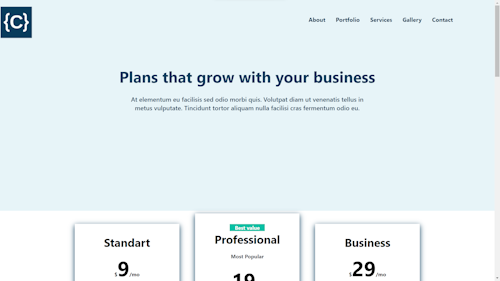 {C}
About Portfolio Services Gallery Contact
Plans that grow with your business
At elementum eu facilisis sed odio morbi quis. Volutpat diam ut venenatis tellus in
metus vulputate. Tincidunt tortor aliquam nulla facilisi cras fermentum odio eu.
Standart
$9/mo
Best value
Professional
Most Popular
19
Business
$29/mo